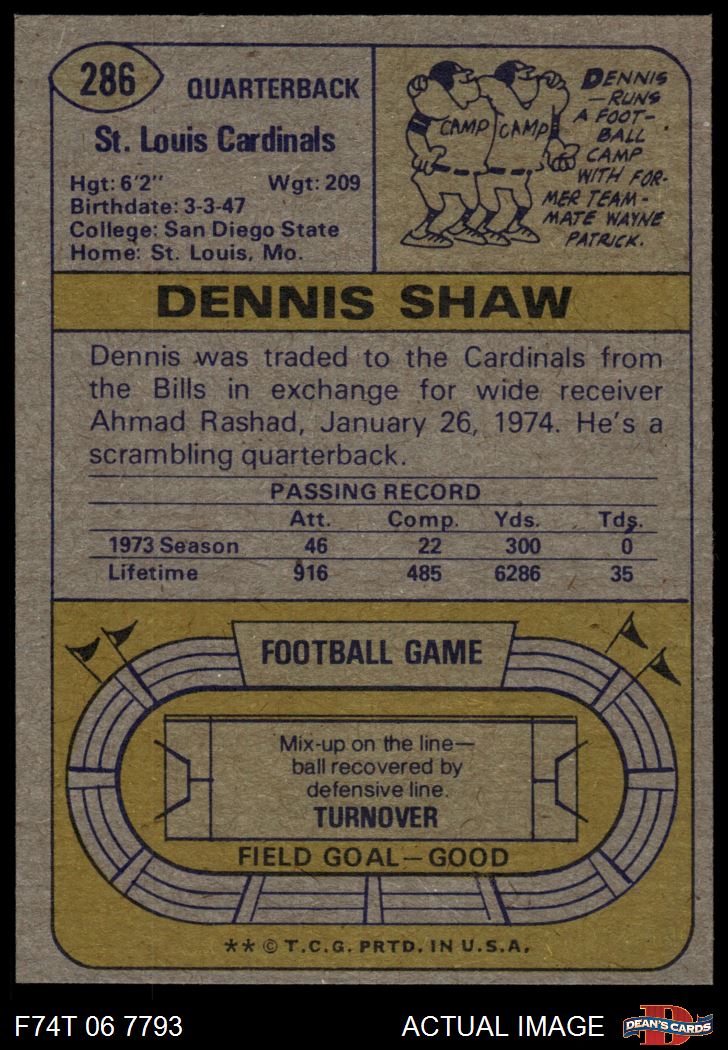 286
QUARTERBACK
St. Louis Cardinals
Hgt: 6'2" Wgt: 209
Birthdate: 3-3-47
College: San Diego State
Home: St. Louis, Mo.
CAMP CAMP
DENNIS
—RUNS
A FOOT-
BALL
CAMP
WITH FOR-
MER TEAM-
MATE WAYNE
PATRICK.
DENNIS SHAW
Dennis was traded to the Cardinals from
the Bills in exchange for wide receiver
Ahmad Rashad, January 26, 1974. He's a
scrambling quarterback.
PASSING RECORD
Att. Comp. Yds. Tds.
1973 Season 46 22 300 0
Lifetime 916 485 6286 35
FOOTBALL GAME
Mix-up on the line—
ball recovered by
defensive line.
TURNOVER
FIELD GOAL—GOOD
** © T.C.G. PRTD. IN U.S.A.
F74T 06 7793 ACTUAL IMAGE
D
DEAN'S CARDS